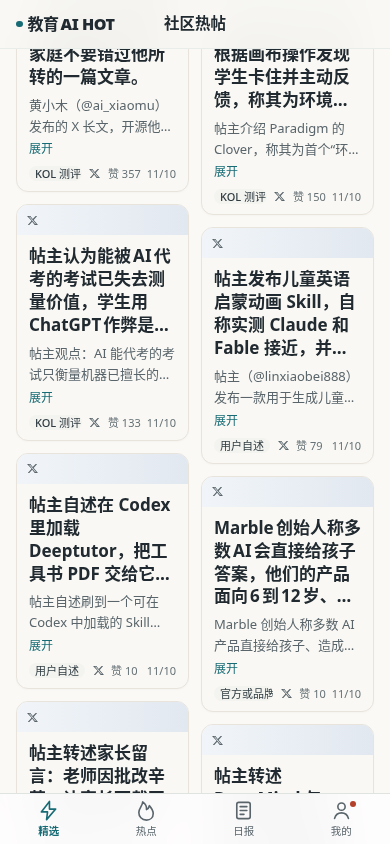 教育 AI HOT
社区热帖
家庭不要错过他所
转的一篇文章。
黄小木（@ai_xiaomu）
发布的 X 长文，开源他…
展开
KOL 测评 赞 357 11/10
帖主认为能被 AI 代
考的考试已失去测
量价值，学生用
ChatGPT 作弊是…
帖主观点：AI 能代考的考
试只衡量机器已擅长的…
展开
KOL 测评 赞 133 11/10
帖主自述在 Codex
里加载
Deeptutor，把工
具书 PDF 交给它…
帖主自述刷到一个可在
Codex 中加载的 Skill…
展开
用户自述 赞 10 11/10
帖主转述家长留
言：老师因批改辛
根据画布操作发现
学生卡住并主动反
馈，称其为环境…
帖主介绍 Paradigm 的
Clover，称其为首个“环…
展开
KOL 测评 赞 150 11/10
帖主发布儿童英语
启蒙动画 Skill，自
称实测 Claude 和
Fable 接近，并…
帖主（@linxiaobei888）
发布一款用于生成儿童…
展开
用户自述 赞 79 11/10
Marble 创始人称多
数 AI 会直接给孩子
答案，他们的产品
面向 6 到 12 岁、…
Marble 创始人称多数 AI
产品直接给孩子、造成…
展开
官方或品牌 赞 10 11/10
帖主转述
精选
热点
日报
我的